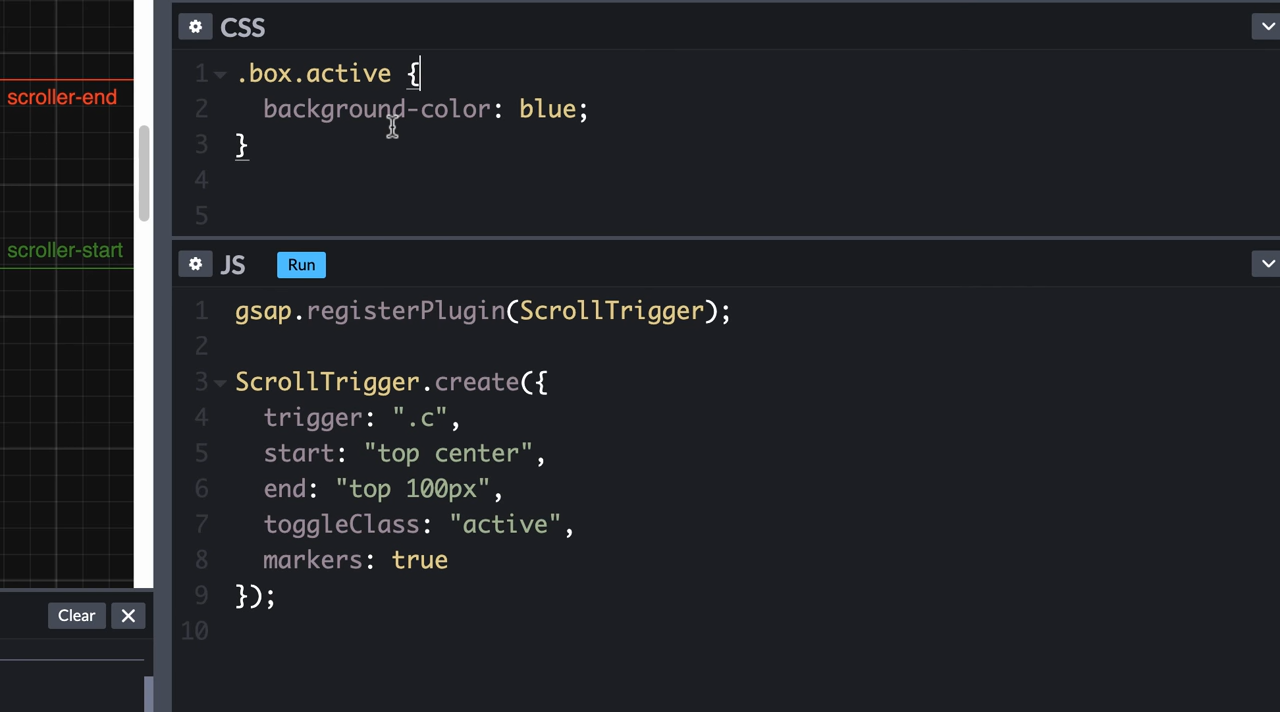 scroller-end
scroller-start
Clear
CSS
1 .box.active {
2 background-color: blue;
3 }
4
5
JS Run
1 gsap.registerPlugin(ScrollTrigger);
2
3 ScrollTrigger.create({
4 trigger: ".c",
5 start: "top center",
6 end: "top 100px",
7 toggleClass: "active",
8 markers: true
9 });
10